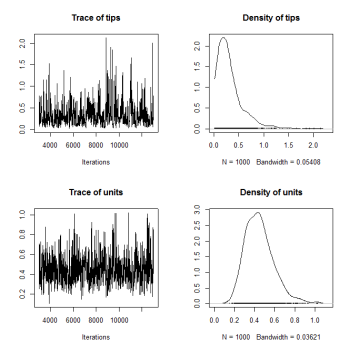 Trace of tips
2.0
1.5
1.0
0.5
0.0
4000 6000 8000 10000
Iterations
Density of tips
2.0
1.5
1.0
0.5
0.0
0.0 0.5 1.0 1.5 2.0
N = 1000 Bandwidth = 0.05408
Trace of units
1.0
0.8
0.6
0.4
0.2
4000 6000 8000 10000
Iterations
Density of units
3.0
2.5
2.0
1.5
1.0
0.5
0.0
0.0 0.2 0.4 0.6 0.8 1.0
N = 1000 Bandwidth = 0.03621